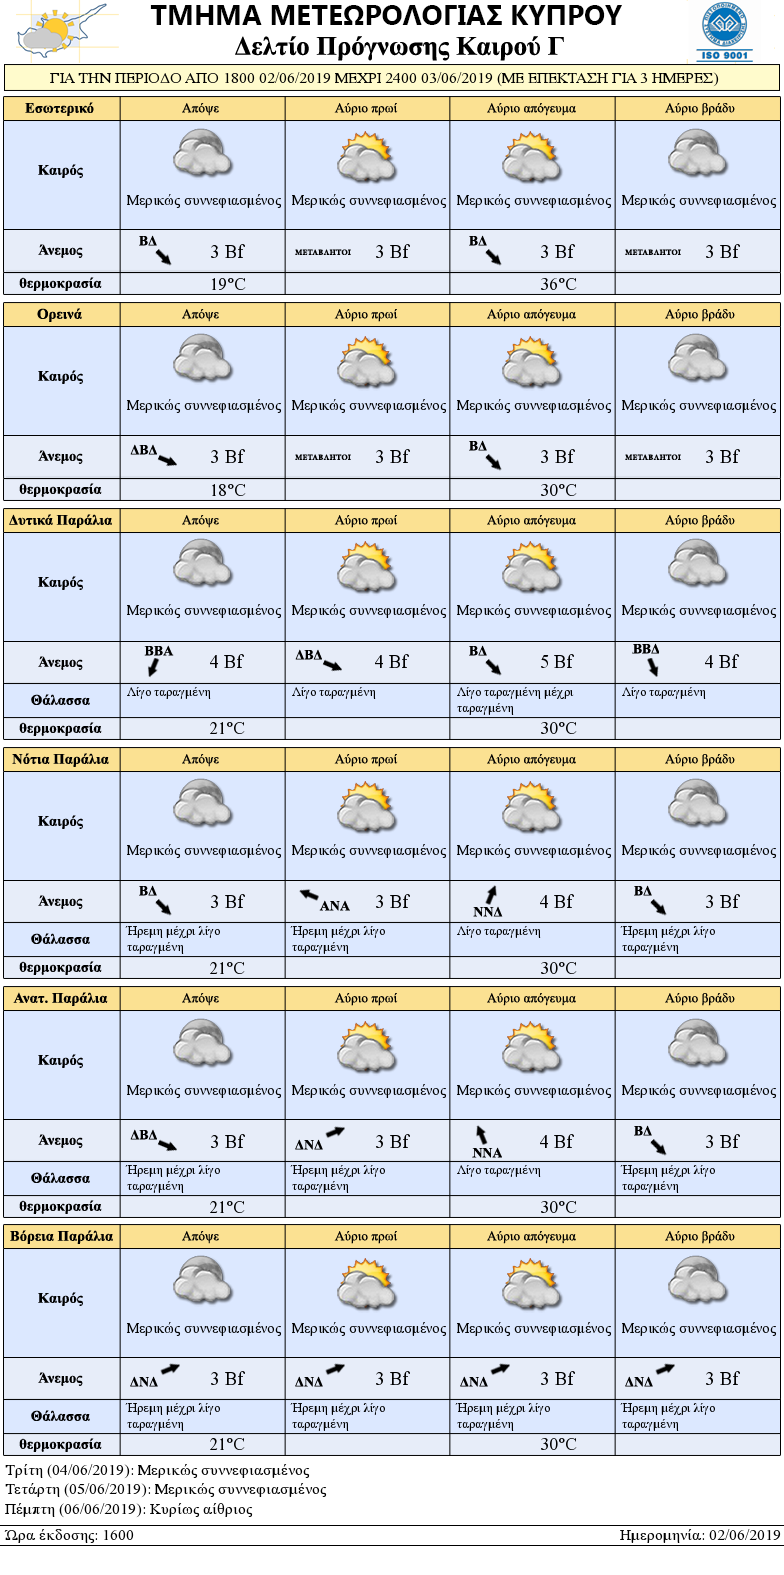 ΤΜΗΜΑ ΜΕΤΕΩΡΟΛΟΓΙΑΣ ΚΥΠΡΟΥ
Δελτίο Πρόγνωσης Καιρού Γ
ISO 9001
ΓΙΑ ΤΗΝ ΠΕΡΙΟΔΟ ΑΠΟ 1800 02/06/2019 ΜΕΧΡΙ 2400 03/06/2019 (ΜΕ ΕΠΕΚΤΑΣΗ ΓΙΑ 3 ΗΜΕΡΕΣ)
Εσωτερικό Απόψε Αύριο πρωί Αύριο απόγευμα Αύριο βράδυ
Καιρός
Μερικώς συννεφιασμένος Μερικώς συννεφιασμένος Μερικώς συννεφιασμένος Μερικώς συννεφιασμένος
Άνεμος ΒΔ 3 Bf ΜΕΤΑΒΛΗΤΟΙ 3 Bf ΒΔ 3 Bf ΜΕΤΑΒΛΗΤΟΙ 3 Bf
θερμοκρασία 19°C 36°C
Ορεινά Απόψε Αύριο πρωί Αύριο απόγευμα Αύριο βράδυ
Καιρός
Μερικώς συννεφιασμένος Μερικώς συννεφιασμένος Μερικώς συννεφιασμένος Μερικώς συννεφιασμένος
Άνεμος ΔΒΔ 3 Bf ΜΕΤΑΒΛΗΤΟΙ 3 Bf ΒΔ 3 Bf ΜΕΤΑΒΛΗΤΟΙ 3 Bf
θερμοκρασία 18°C 30°C
Δυτικά Παράλια Απόψε Αύριο πρωί Αύριο απόγευμα Αύριο βράδυ
Καιρός
Μερικώς συννεφιασμένος Μερικώς συννεφιασμένος Μερικώς συννεφιασμένος Μερικώς συννεφιασμένος
Άνεμος ΒΒΑ 4 Bf ΔΒΔ 4 Bf ΒΔ 5 Bf ΒΒΔ 4 Bf
Θάλασσα Λίγο ταραγμένη Λίγο ταραγμένη Λίγο ταραγμένη μέχρι Λίγο ταραγμένη
ταραγμένη
θερμοκρασία 21°C 30°C
Νότια Παράλια Απόψε Αύριο πρωί Αύριο απόγευμα Αύριο βράδυ
Καιρός
Μερικώς συννεφιασμένος Μερικώς συννεφιασμένος Μερικώς συννεφιασμένος Μερικώς συννεφιασμένος
Άνεμος ΒΔ 3 Bf ΑΝΑ 3 Bf ΝΝΔ 4 Bf ΒΔ 3 Bf
Θάλασσα Ήρεμη μέχρι λίγο Ήρεμη μέχρι λίγο Λίγο ταραγμένη Ήρεμη μέχρι λίγο
ταραγμένη ταραγμένη ταραγμένη
θερμοκρασία 21°C 30°C
Ανατ. Παράλια Απόψε Αύριο πρωί Αύριο απόγευμα Αύριο βράδυ
Καιρός
Μερικώς συννεφιασμένος Μερικώς συννεφιασμένος Μερικώς συννεφιασμένος Μερικώς συννεφιασμένος
Άνεμος ΔΒΔ 3 Bf ΔΝΔ 3 Bf ΝΝΑ 4 Bf ΒΔ 3 Bf
Θάλασσα Ήρεμη μέχρι λίγο Ήρεμη μέχρι λίγο Λίγο ταραγμένη Ήρεμη μέχρι λίγο
ταραγμένη ταραγμένη ταραγμένη
θερμοκρασία 21°C 30°C
Βόρεια Παράλια Απόψε Αύριο πρωί Αύριο απόγευμα Αύριο βράδυ
Καιρός
Μερικώς συννεφιασμένος Μερικώς συννεφιασμένος Μερικώς συννεφιασμένος Μερικώς συννεφιασμένος
Άνεμος ΔΝΔ 3 Bf ΔΝΔ 3 Bf ΔΝΔ 3 Bf ΔΝΔ 3 Bf
Θάλασσα Ήρεμη μέχρι λίγο Ήρεμη μέχρι λίγο Ήρεμη μέχρι λίγο Ήρεμη μέχρι λίγο
ταραγμένη ταραγμένη ταραγμένη ταραγμένη
θερμοκρασία 21°C 30°C
Τρίτη (04/06/2019): Μερικώς συννεφιασμένος
Τετάρτη (05/06/2019): Μερικώς συννεφιασμένος
Πέμπτη (06/06/2019): Κυρίως αίθριος
Ώρα έκδοσης: 1600 Ημερομηνία: 02/06/2019